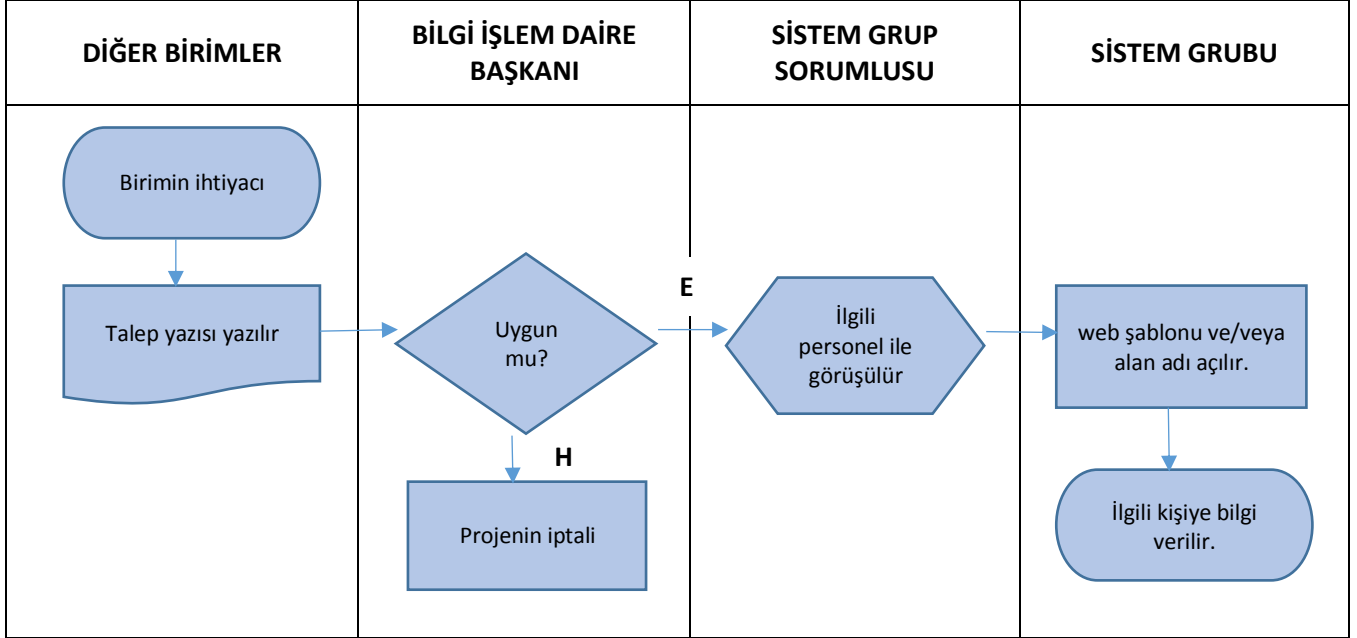 DİĞER BİRİMLER
BİLGİ İŞLEM DAİRE
BAŞKANI
SİSTEM GRUP
SORUMLUSU
SİSTEM GRUBU
Birimin ihtiyacı
Talep yazısı yazılır
Uygun
mu?
E
H
Projenin iptali
İlgili
personel ile
görüşülür
web şablonu ve/veya
alan adı açılır.
İlgili kişiye bilgi
verilir.